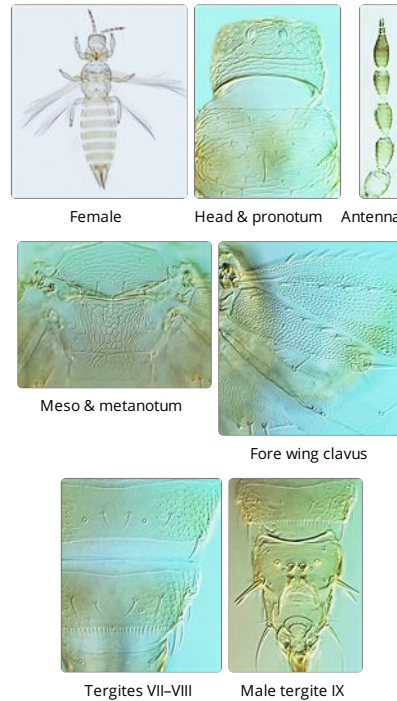 Female
Head & pronotum
Antenna
Meso & metanotum
Fore wing clavus
Tergites VII–VIII
Male tergite IX